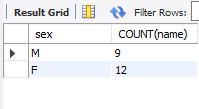 Result Grid Filter Rows:
sex COUNT(name)
M 9
F 12